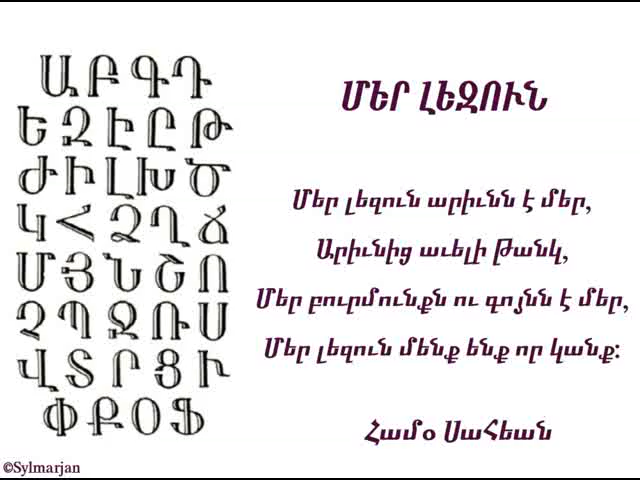 ԱԲԳԴ
ԵԶԷԸԹ
ԺԻԼԽԾ
ԿՀՁՂՃ
ՄՅՆՇՈ
ՉՊՋՌՍ
ՎՏՐՑՒ
ՓՔՕՖ
ՄԵՐ ԼԵԶՈՒՆ
Մեր լեզուն արիւնն է մեր,
Արիւնից աւելի թանկ,
Մեր բուրմունքն ու գոյնն է մեր,
Մեր լեզուն մենք ենք որ կանք:
Համօ Սահեան
©Sylmarjan